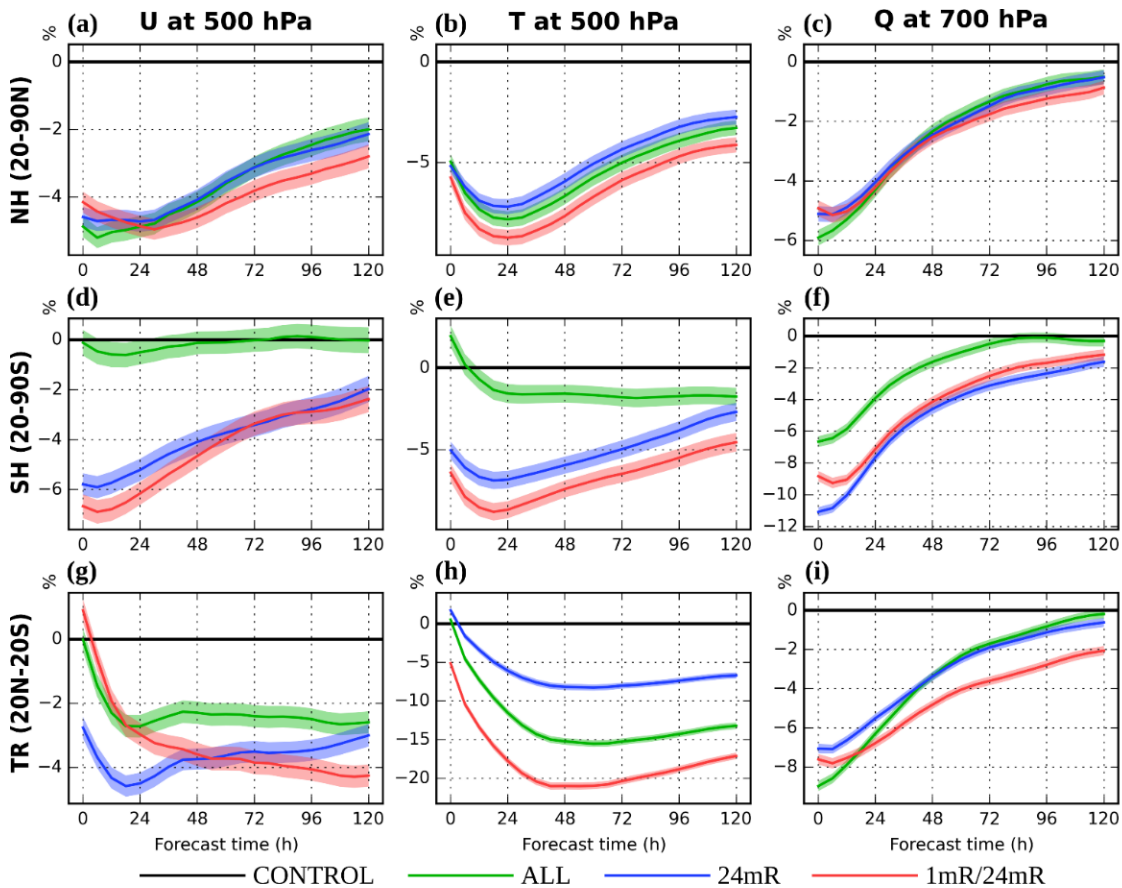 (a) U at 500 hPa (b) T at 500 hPa (c) Q at 700 hPa
% % %
NH (20-90N)
0 0 0
−2 −2
−5
−4 −4
−6
0 24 48 72 96 120 0 24 48 72 96 120 0 24 48 72 96 120
(d) (e) (f)
% % %
SH (20-90S)
0 0 0
−2 −2
−4
−4 −5 −6
−8
−6 −10
−12
0 24 48 72 96 120 0 24 48 72 96 120 0 24 48 72 96 120
(g) (h) (i)
% % %
TR (20N-20S)
0 0 0
−5 −2
−2 −10 −4
−15 −6
−4 −20 −8
0 24 48 72 96 120 0 24 48 72 96 120 0 24 48 72 96 120
Forecast time (h) Forecast time (h) Forecast time (h)
CONTROL ALL 24mR 1mR/24mR